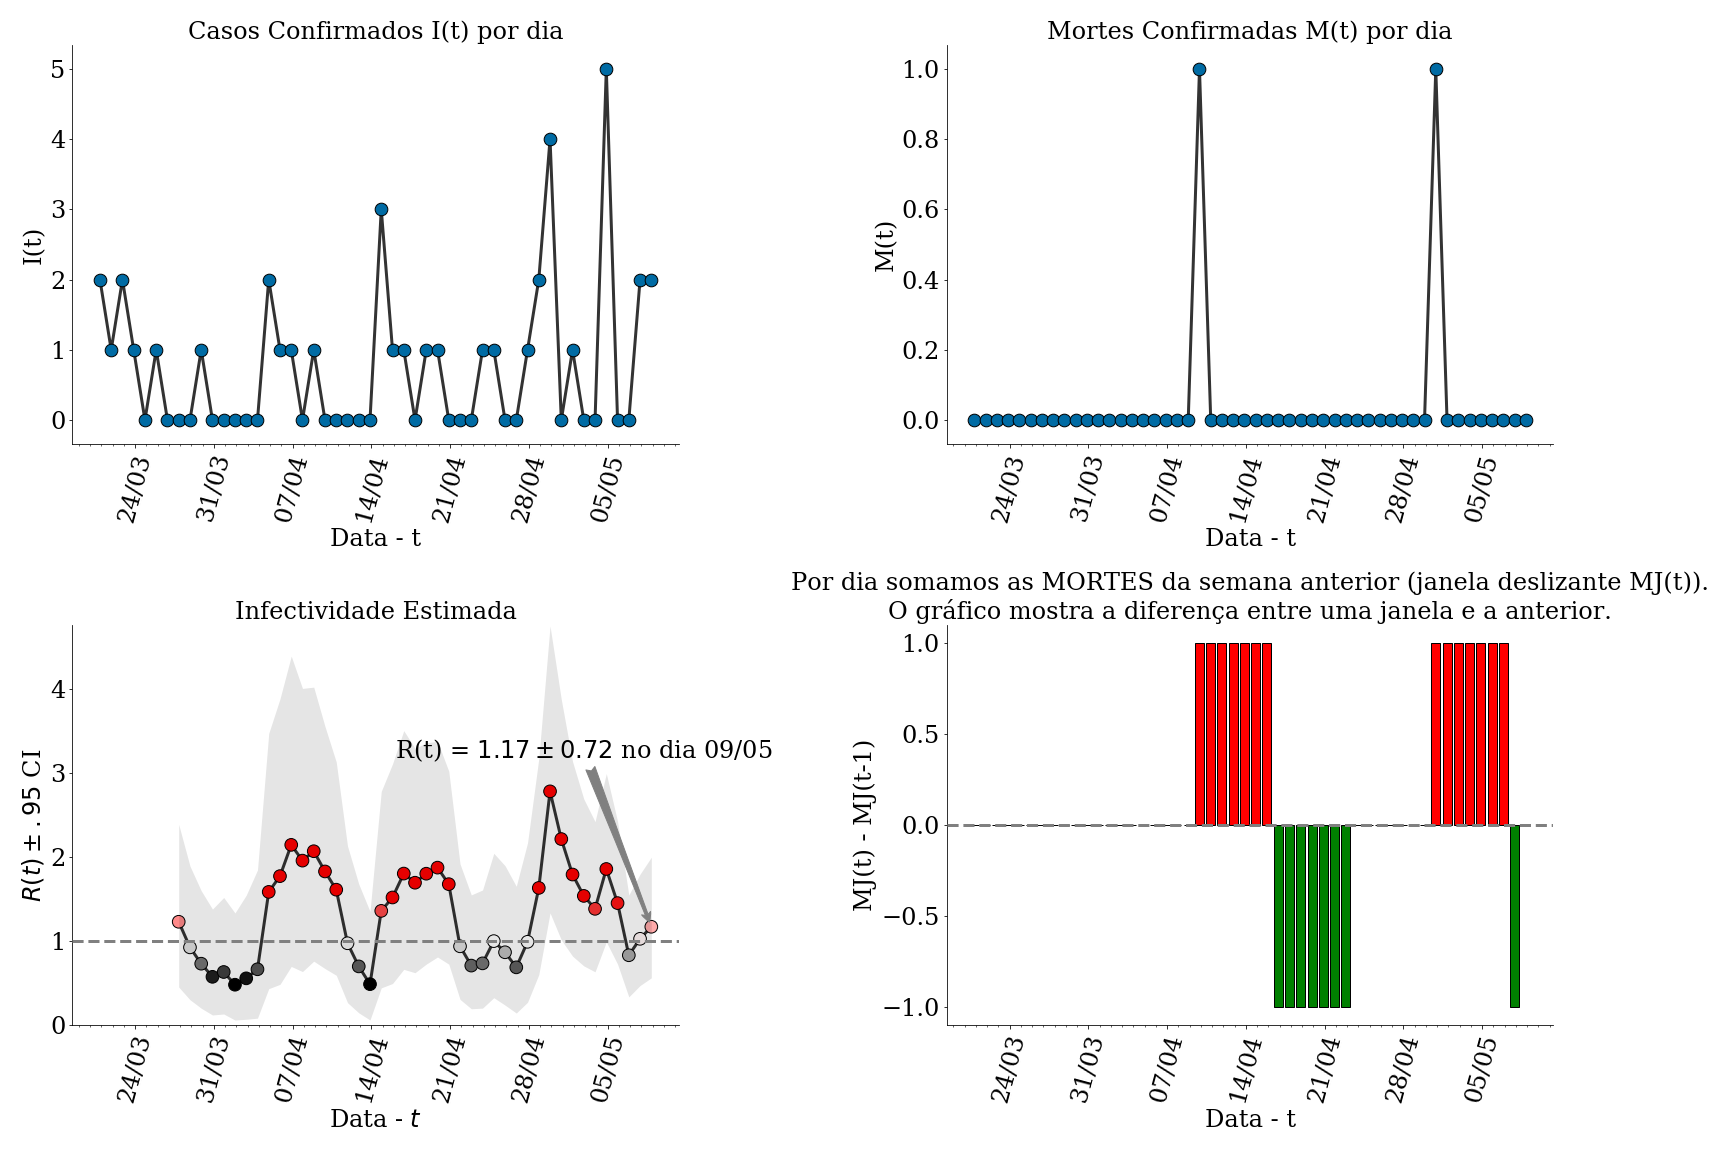 Casos Confirmados I(t) por dia
I(t)
5
4
3
2
1
0
24/03 31/03 07/04 14/04 21/04 28/04 05/05
Data - t
Mortes Confirmadas M(t) por dia
M(t)
1.0
0.8
0.6
0.4
0.2
0.0
24/03 31/03 07/04 14/04 21/04 28/04 05/05
Data - t
Infectividade Estimada
R(t) ± .95 CI
4
3
2
1
0
R(t) = 1.17 ± 0.72 no dia 09/05
24/03 31/03 07/04 14/04 21/04 28/04 05/05
Data - t
Por dia somamos as MORTES da semana anterior (janela deslizante MJ(t)).
O gráfico mostra a diferença entre uma janela e a anterior.
MJ(t) - MJ(t-1)
1.0
0.5
0.0
−0.5
−1.0
24/03 31/03 07/04 14/04 21/04 28/04 05/05
Data - t